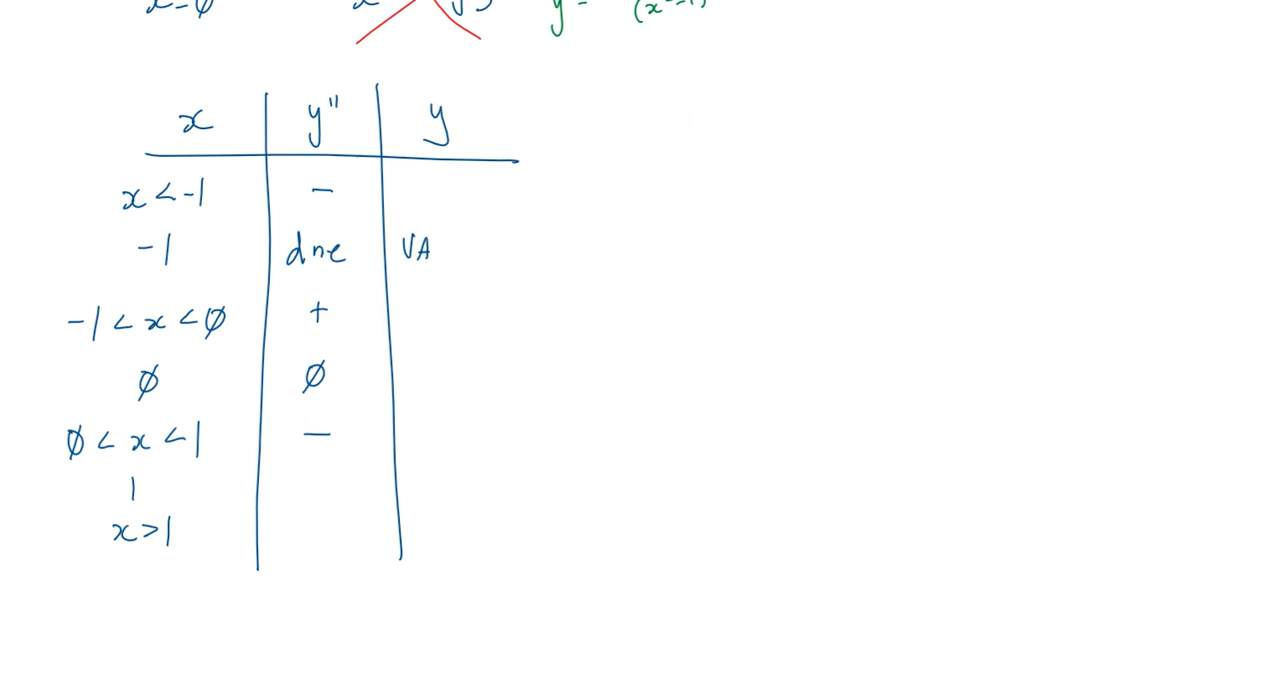 x y" y
x < -1 −
-1 dne VA
-1 < x < ∅ +
∅ ∅
∅ < x < 1 −
1
x > 1